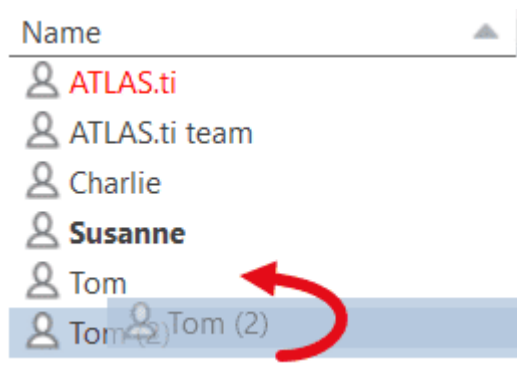 Name
ATLAS.ti
ATLAS.ti team
Charlie
Susanne
Tom
Tom (2)
Tom (2)